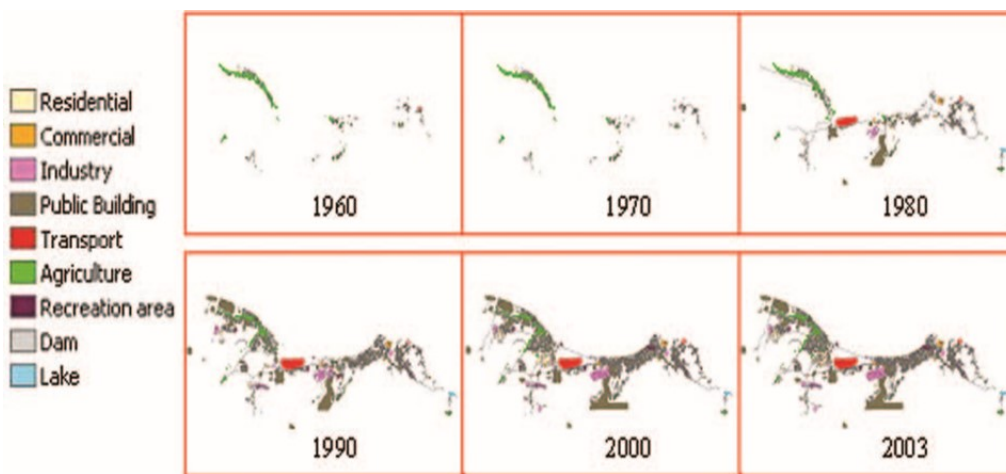 Residential
Commercial
Industry
Public Building
Transport
Agriculture
Recreation area
Dam
Lake
1960
1970
1980
1990
2000
2003